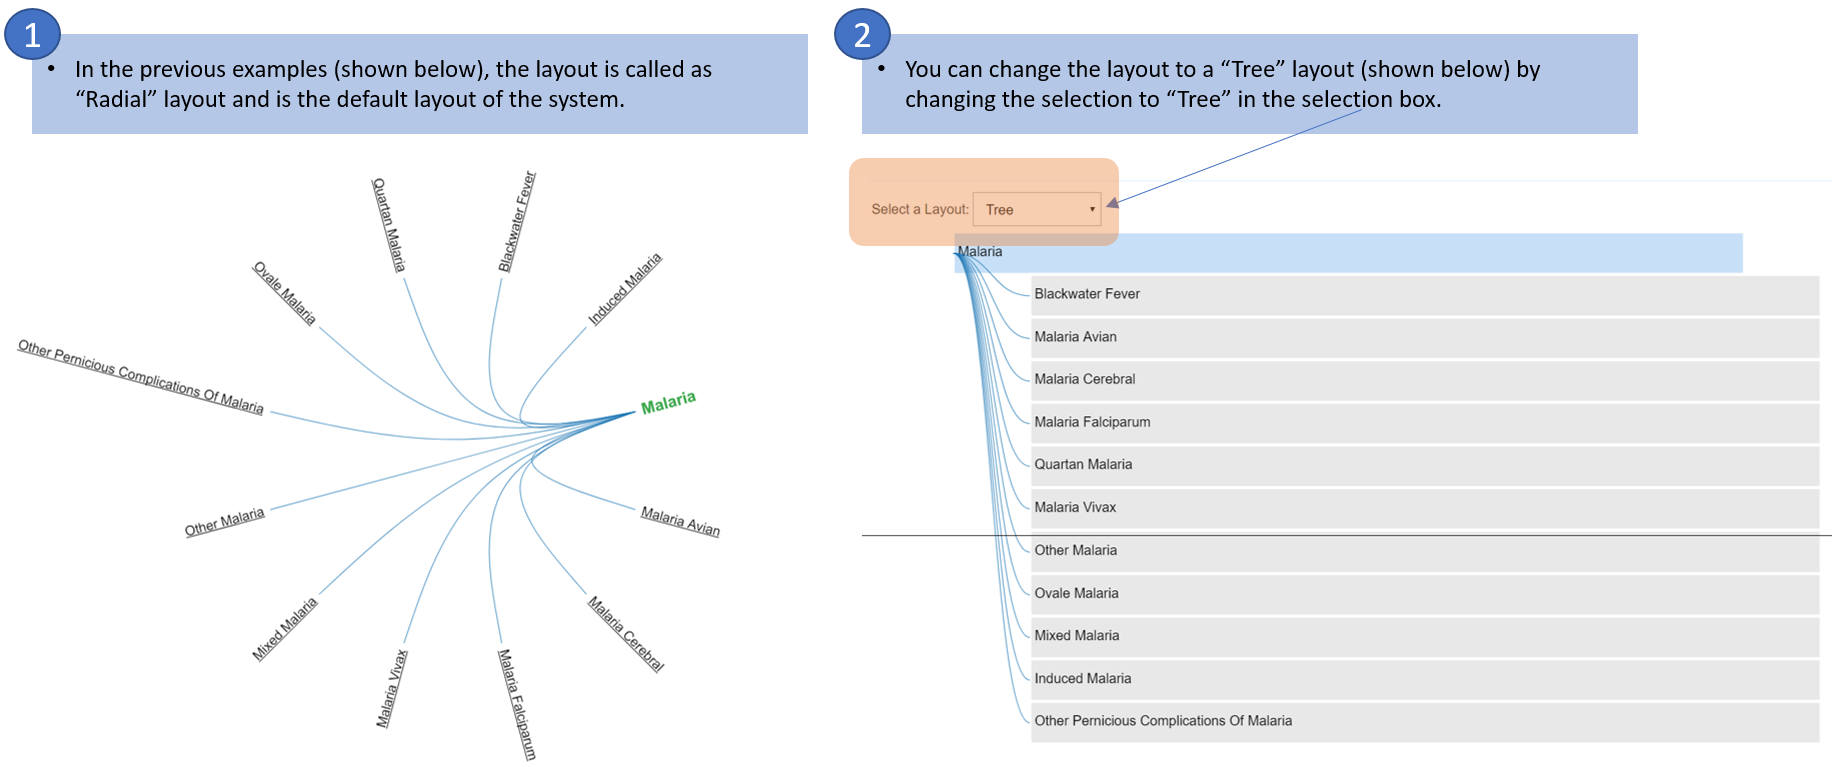 1
• In the previous examples (shown below), the layout is called as
“Radial” layout and is the default layout of the system.
Quartan Malaria
Blackwater Fever
Ovale Malaria
Induced Malaria
Other Pernicious Complications Of Malaria
Malaria
Other Malaria
Malaria Avian
Mixed Malaria
Malaria Cerebral
Malaria Vivax
Malaria Falciparum
2
• You can change the layout to a “Tree” layout (shown below) by
changing the selection to “Tree” in the selection box.
Select a Layout: Tree
Malaria
Blackwater Fever
Malaria Avian
Malaria Cerebral
Malaria Falciparum
Quartan Malaria
Malaria Vivax
Other Malaria
Ovale Malaria
Mixed Malaria
Induced Malaria
Other Pernicious Complications Of Malaria